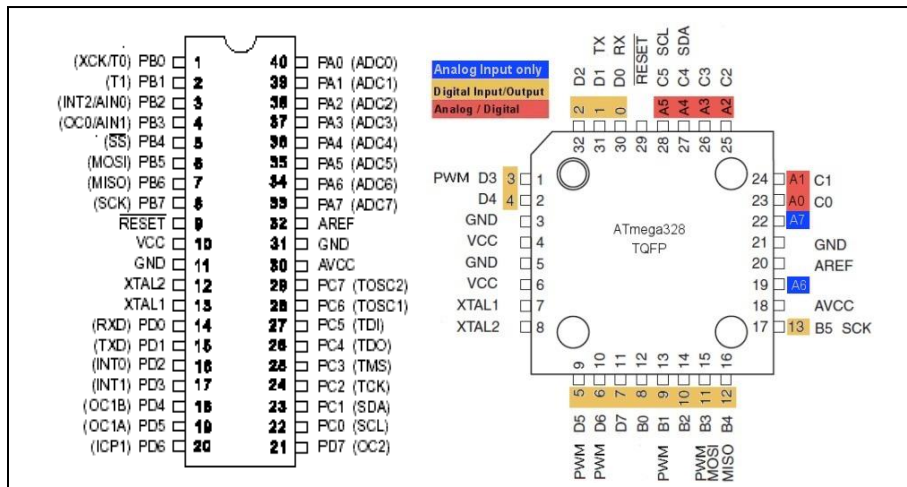 (XCK/T0) PB0 1 40 PA0 (ADC0)
(T1) PB1 2 39 PA1 (ADC1)
(INT2/AIN0) PB2 3 38 PA2 (ADC2)
(OC0/AIN1) PB3 4 37 PA3 (ADC3)
(SS) PB4 5 36 PA4 (ADC4)
(MOSI) PB5 6 35 PA5 (ADC5)
(MISO) PB6 7 34 PA6 (ADC6)
(SCK) PB7 8 33 PA7 (ADC7)
RESET 9 32 AREF
VCC 10 31 GND
GND 11 30 AVCC
XTAL2 12 29 PC7 (TOSC2)
XTAL1 13 28 PC6 (TOSC1)
(RXD) PD0 14 27 PC5 (TDI)
(TXD) PD1 15 26 PC4 (TDO)
(INT0) PD2 16 25 PC3 (TMS)
(INT1) PD3 17 24 PC2 (TCK)
(OC1B) PD4 18 23 PC1 (SDA)
(OC1A) PD5 19 22 PC0 (SCL)
(ICP1) PD6 20 21 PD7 (OC2)
Analog Input only
Digital Input/Output
Analog / Digital
D2 2 32
TX D1 1 31
RX D0 0 30
RESET 29
SCL C5 A5 28
SDA C4 A4 27
C3 A3 26
C2 A2 25
PWM D3 3 1
D4 4 2
GND 3
VCC 4
GND 5
VCC 6
XTAL1 7
XTAL2 8
ATmega328
TQFP
24 A1 C1
23 A0 C0
22 A7
21 GND
20 AREF
19 A6
18 AVCC
17 13 B5 SCK
9 5 D5 PWM
10 6 D6 PWM
11 7 D7
12 8 B0
13 9 B1 PWM
14 10 B2
15 11 B3 PWM MOSI
16 12 B4 MISO